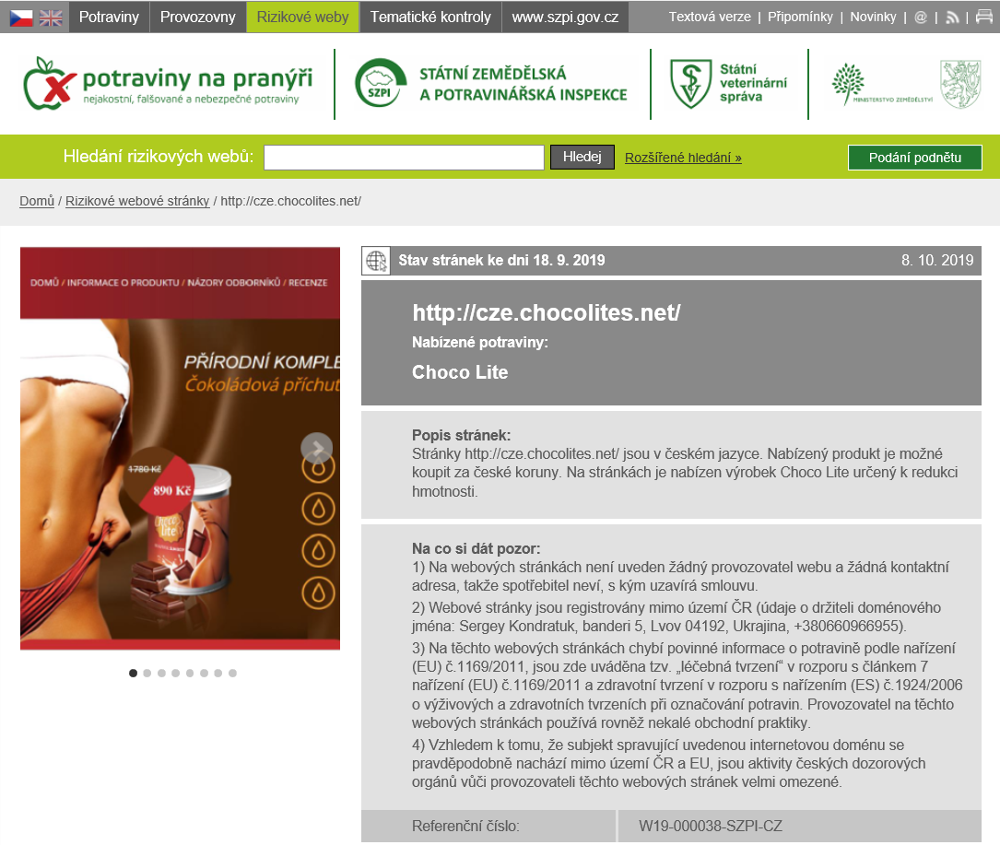 Potraviny Provozovny Rizikové weby Tematické kontroly www.szpi.gov.cz Textová verze | Připomínky | Novinky | @ | |
potraviny na pranýři
nejakostní, falšované a nebezpečné potraviny
SZPI
STÁTNÍ ZEMĚDĚLSKÁ
A POTRAVINÁŘSKÁ INSPEKCE
Státní
veterinární
správa
MINISTERSTVO ZEMĚDĚLSTVÍ
Hledání rizikových webů: Hledej Rozšířené hledání » Podání podnětu
Domů / Rizikové webové stránky / http://cze.chocolites.net/
DOMŮ / INFORMACE O PRODUKTU / NÁZORY ODBORNÍKŮ / RECENZE
PŘÍRODNÍ KOMPLE
Čokoládová příchut
1780 Kč
890 Kč
Choco
lite
Stav stránek ke dni 18. 9. 2019 8. 10. 2019
http://cze.chocolites.net/
Nabízené potraviny:
Choco Lite
Popis stránek:
Stránky http://cze.chocolites.net/ jsou v českém jazyce. Nabízený produkt je možné
koupit za české koruny. Na stránkách je nabízen výrobek Choco Lite určený k redukci
hmotnosti.
Na co si dát pozor:
1) Na webových stránkách není uveden žádný provozovatel webu a žádná kontaktní
adresa, takže spotřebitel neví, s kým uzavírá smlouvu.
2) Webové stránky jsou registrovány mimo území ČR (údaje o držiteli doménového
jména: Sergey Kondratuk, banderi 5, Lvov 04192, Ukrajina, +380660966955).
3) Na těchto webových stránkách chybí povinné informace o potravině podle nařízení
(EU) č.1169/2011, jsou zde uváděna tzv. „léčebná tvrzení“ v rozporu s článkem 7
nařízení (EU) č.1169/2011 a zdravotní tvrzení v rozporu s nařízením (ES) č.1924/2006
o výživových a zdravotních tvrzeních při označování potravin. Provozovatel na těchto
webových stránkách používá rovněž nekalé obchodní praktiky.
4) Vzhledem k tomu, že subjekt spravující uvedenou internetovou doménu se
pravděpodobně nachází mimo území ČR a EU, jsou aktivity českých dozorových
orgánů vůči provozovateli těchto webových stránek velmi omezené.
Referenční číslo: W19-000038-SZPI-CZ